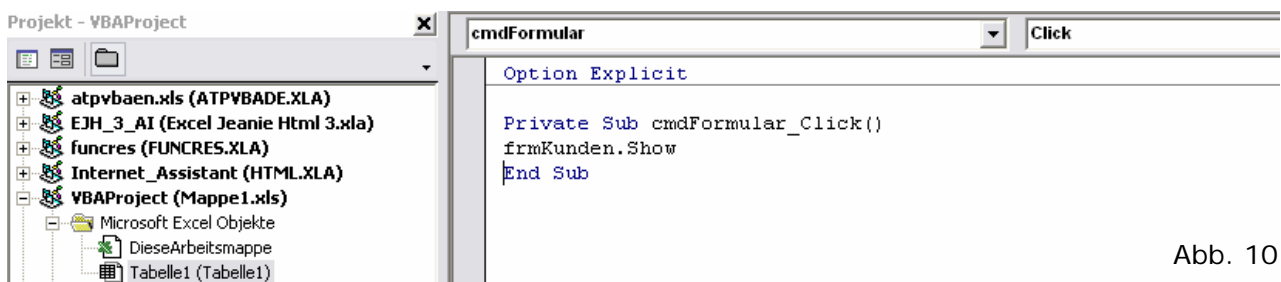 Projekt - VBAProject
atpvbaen.xls (ATPVBADE.XLA)
EJH_3_AI (Excel Jeanie Html 3.xla)
funcres (FUNCRES.XLA)
Internet_Assistant (HTML.XLA)
VBAProject (Mappe1.xls)
Microsoft Excel Objekte
DieseArbeitsmappe
Tabelle1 (Tabelle1)
cmdFormular
Click
Option Explicit
Private Sub cmdFormular_Click()
frmKunden.Show
End Sub
Abb. 10